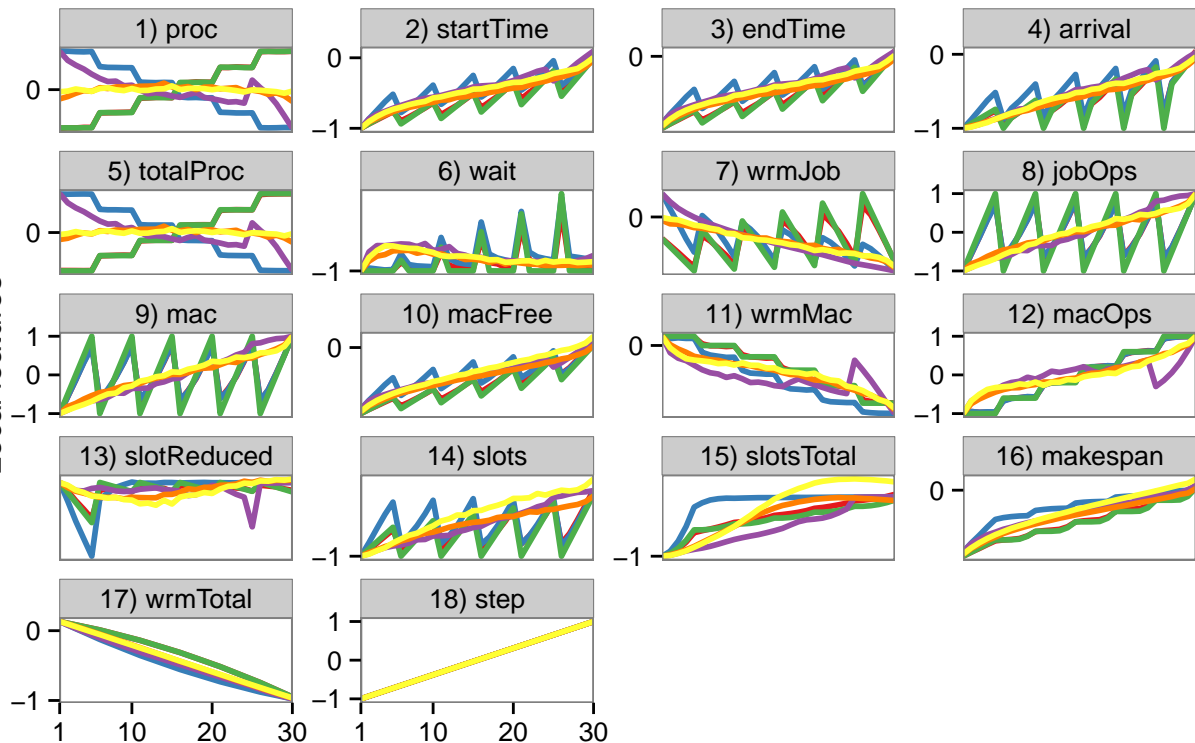 1) proc
2) startTime
3) endTime
4) arrival
0
0
−1
0
0
−1
5) totalProc
6) wait
7) wrmJob
8) jobOps
0
−1
0
1
0
−1
9) mac
10) macFree
11) wrmMac
12) macOps
1
0
−1
0
0
1
0
−1
13) slotReduced
14) slots
15) slotsTotal
16) makespan
−1
−1
0
17) wrmTotal
18) step
0
−1
1
0
−1
1
10
20
30
1
10
20
30